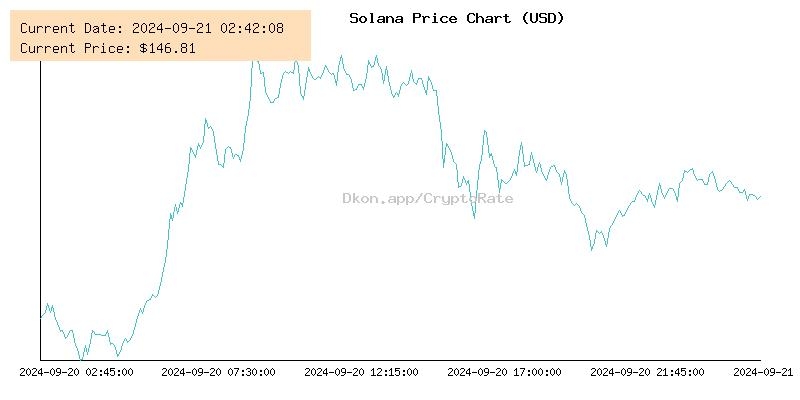 Solana Price Chart (USD)
Current Date: 2024-09-21 02:42:08
Current Price: $146.81
Dkon.app/CryptoRate
2024-09-20 02:45:00 2024-09-20 07:30:00 2024-09-20 12:15:00 2024-09-20 17:00:00 2024-09-20 21:45:00 2024-09-21